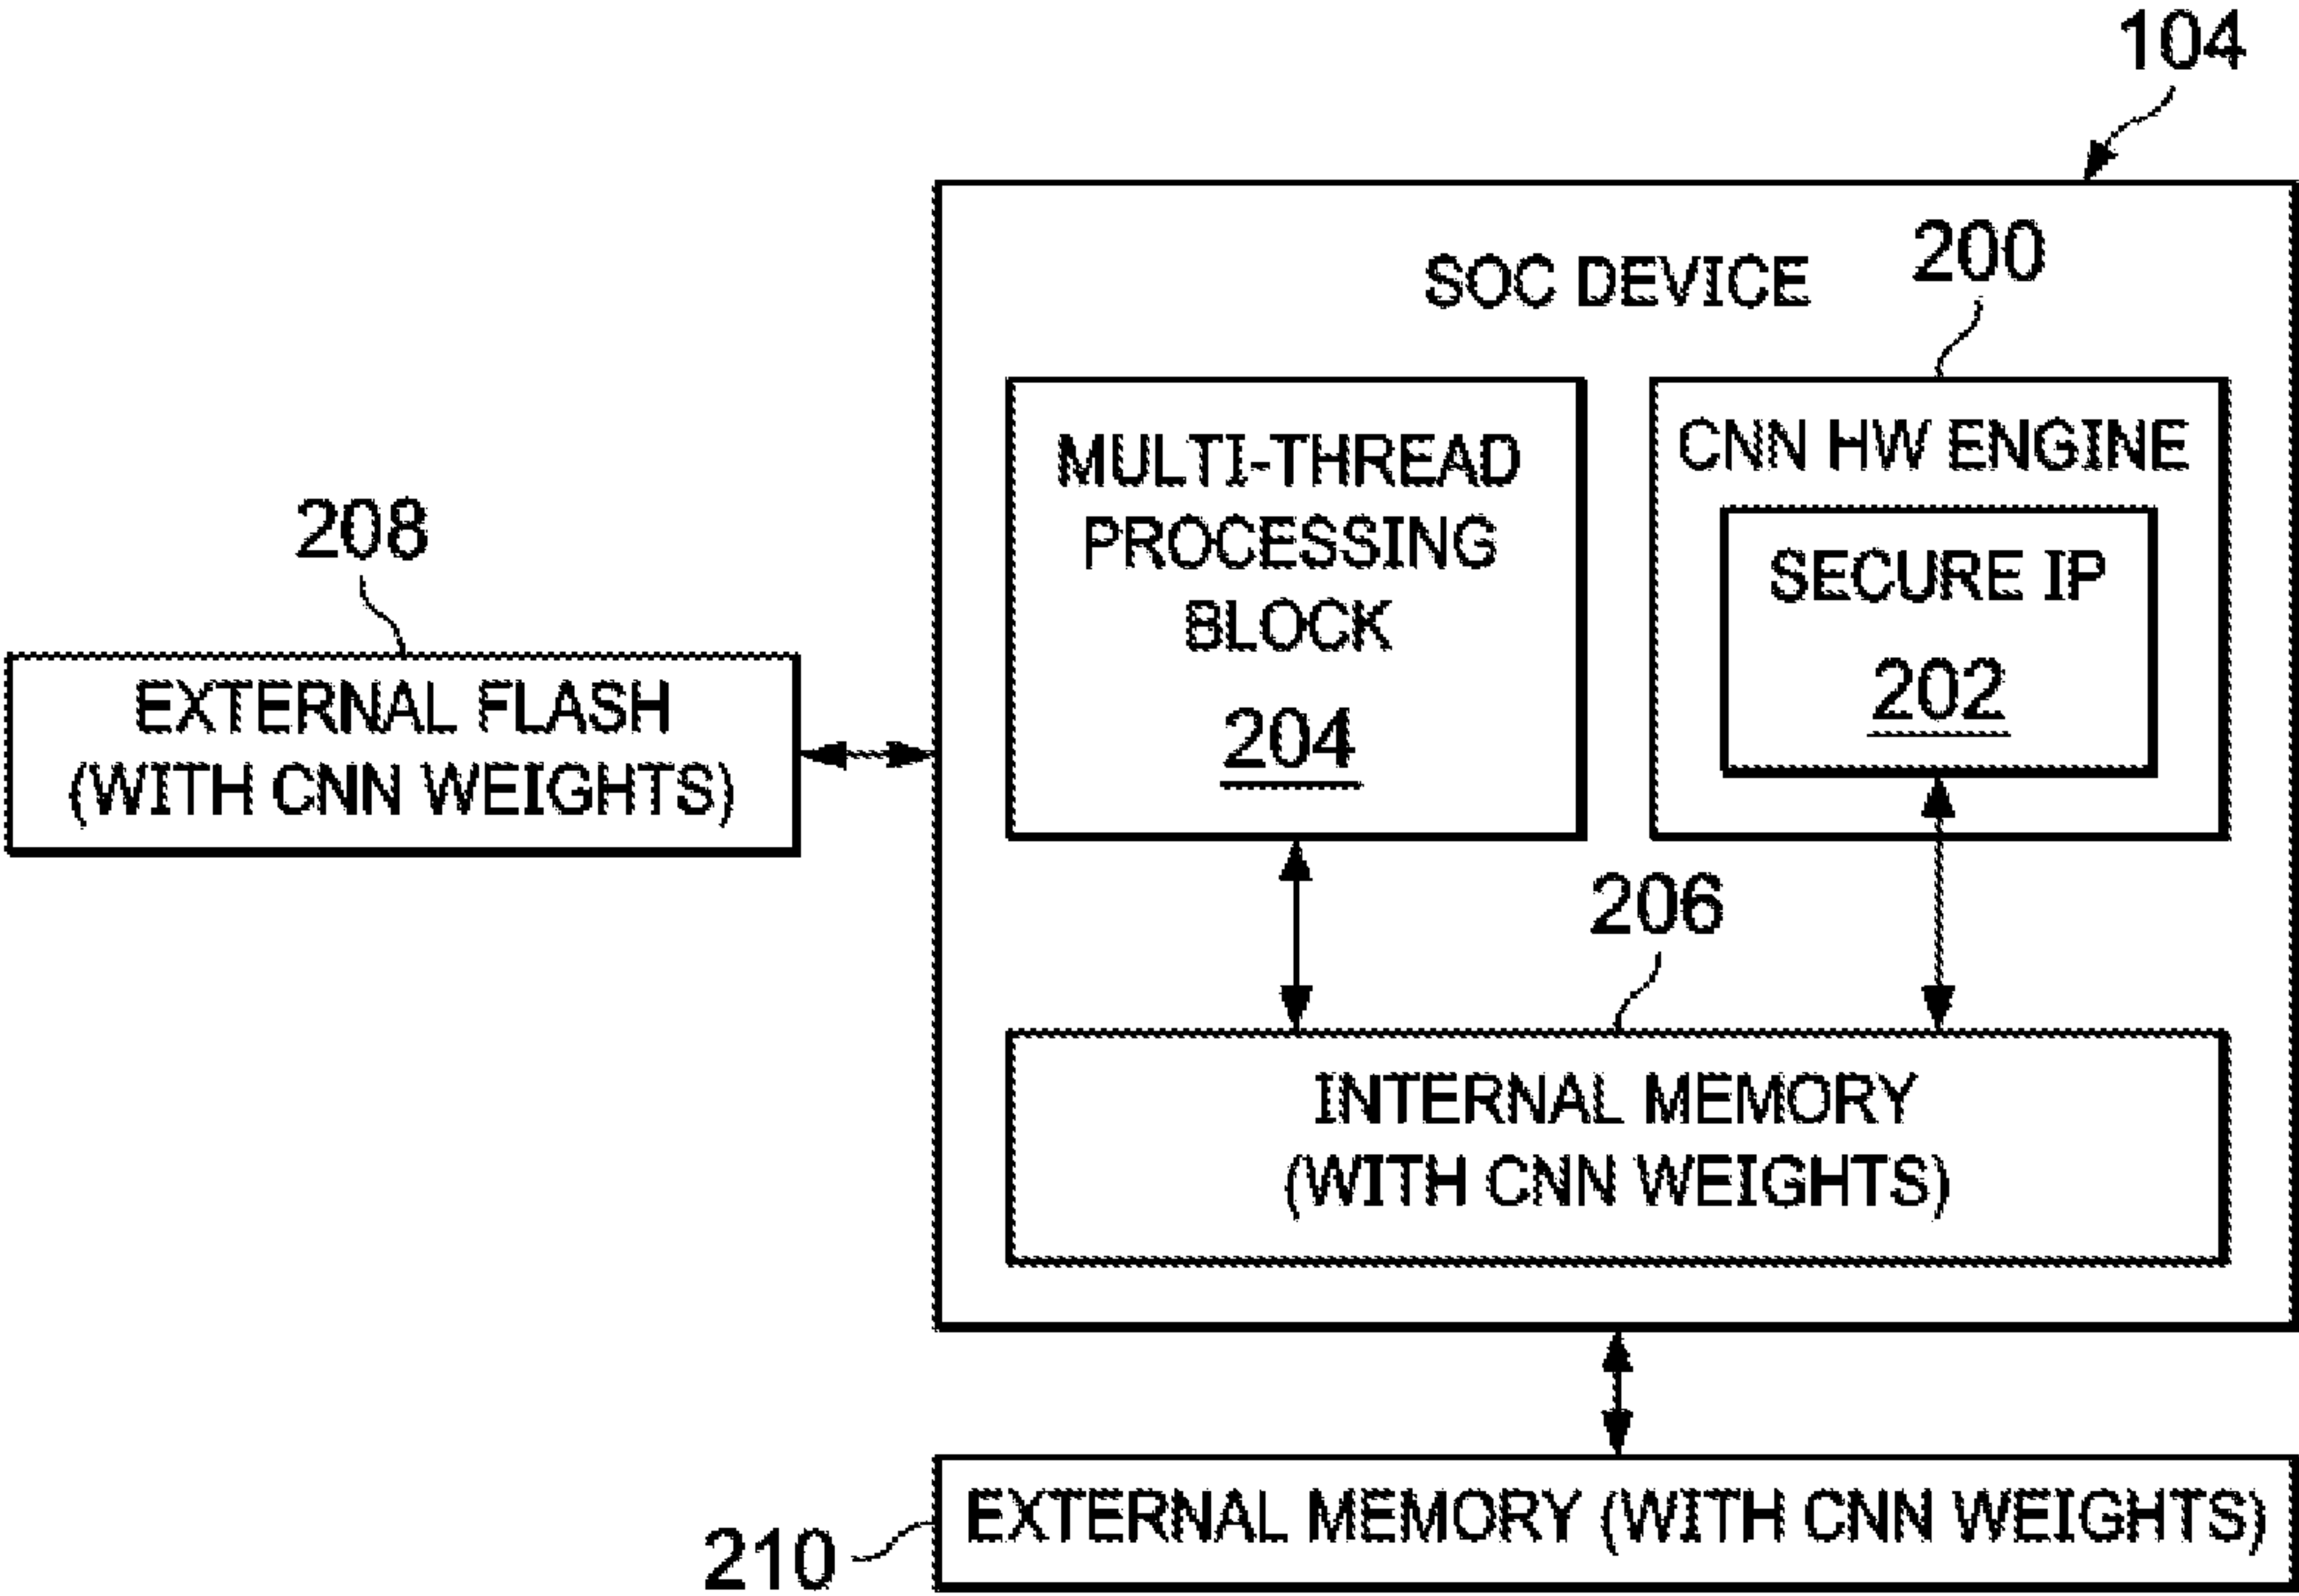 104
SOC DEVICE
200
MULTI-THREAD
PROCESSING
BLOCK
204
CNN HW ENGINE
SECURE IP
202
208
EXTERNAL FLASH
(WITH CNN WEIGHTS)
206
INTERNAL MEMORY
(WITH CNN WEIGHTS)
EXTERNAL MEMORY (WITH CNN WEIGHTS)
210